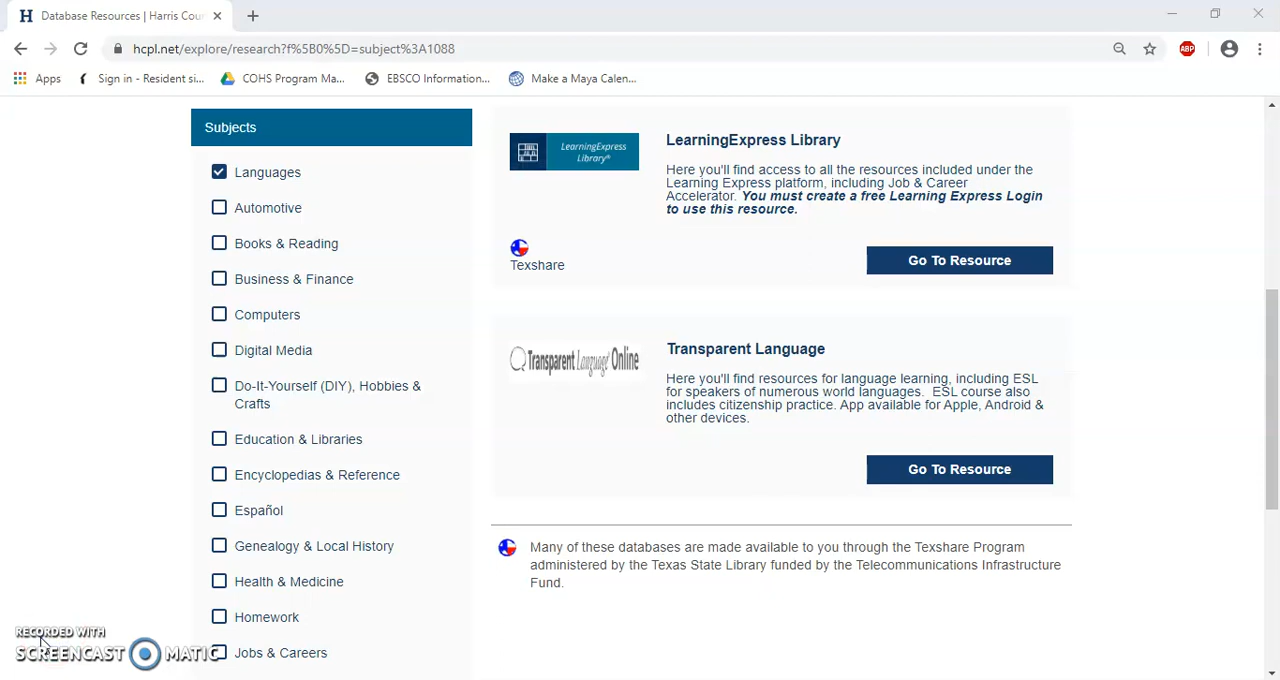 Database Resources | Harris Cou
hcpl.net/explore/research?f%5B0%5D=subject%3A1088
ABP
Apps
Sign in - Resident si...
COHS Program Ma...
EBSCO Information...
Make a Maya Calen...
Subjects
Languages
Automotive
Books & Reading
Business & Finance
Computers
Digital Media
Do-It-Yourself (DIY), Hobbies &
Crafts
Education & Libraries
Encyclopedias & Reference
Español
Genealogy & Local History
Health & Medicine
Homework
Jobs & Careers
LearningExpress
Library®
LearningExpress Library
Here you'll find access to all the resources included under the
Learning Express platform, including Job & Career
Accelerator. You must create a free Learning Express Login
to use this resource.
Texshare
Go To Resource
Transparent Language Online
Transparent Language
Here you'll find resources for language learning, including ESL
for speakers of numerous world languages.  ESL course also
includes citizenship practice. App available for Apple, Android &
other devices.
Go To Resource
Many of these databases are made available to you through the Texshare Program
administered by the Texas State Library funded by the Telecommunications Infrastructure
Fund.
RECORDED WITH
SCREENCAST MATIC